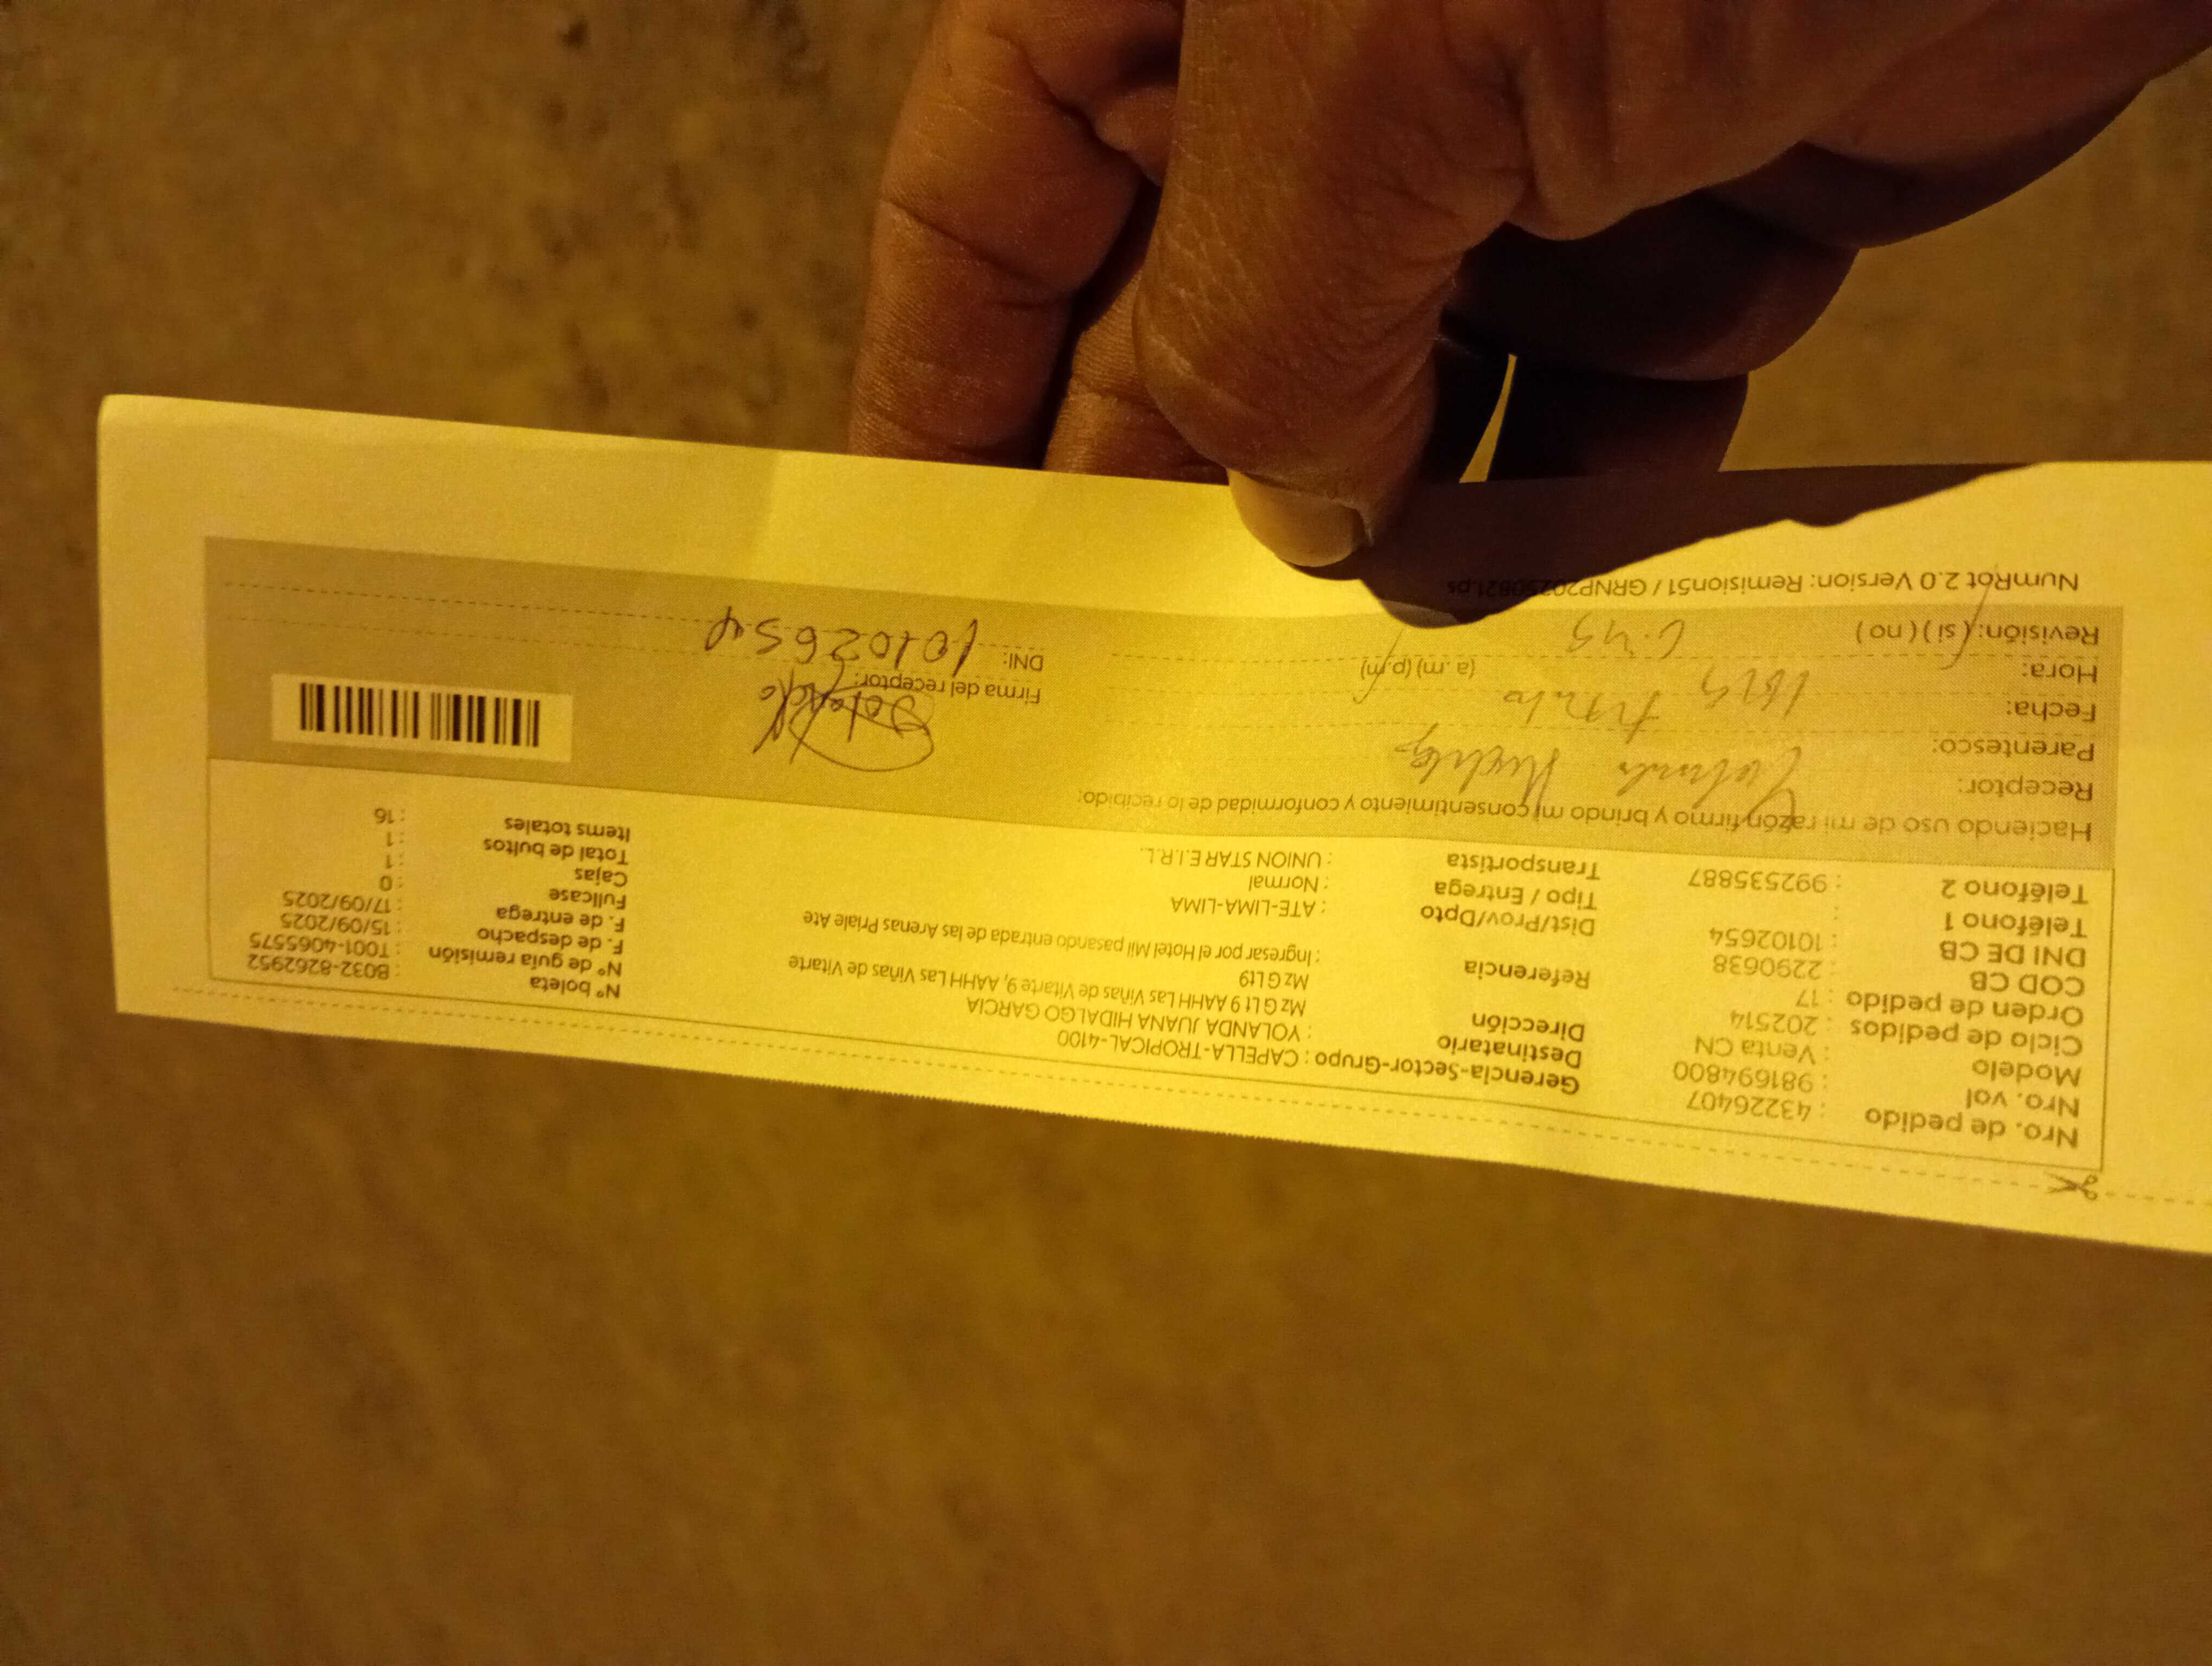 Nro. de pedido : 43226407
Nro. vol : 981694800
Modelo : Venta CN
Ciclo de pedidos : 202514
Orden de pedido : 17
COD CB : 2290638
DNI DE CB : 10102654
Teléfono 1 :
Teléfono 2 : 992535887
Gerencia-Sector-Grupo : CAPELLA-TROPICAL-4100
Destinatario : YOLANDA JUANA HIDALGO GARCIA
Dirección Mz G Lt 9 AAHH Las Viñas de Vitarte 9, AAHH Las Viñas de Vitarte
Mz G Lt9
Referencia : Ingresar por el Hotel Mil pasando entrada de las Arenas Priale Ate
Dist/Prov/Dpto : ATE-LIMA-LIMA
Tipo / Entrega : Normal
Transportista : UNION STAR E.I.R.L.
Nº boleta : B032-8262952
Nº de guía remisión : T001-4065575
F. de despacho : 15/09/2025
F. de entrega : 17/09/2025
Fullcase : 0
Cajas : 1
Total de bultos : 1
Items totales : 16
Haciendo uso de mi razón firmo y brindo mi consentimiento y conformidad de lo recibido:
Receptor:
Parentesco:
Fecha:
Hora: (a.m) (p.m)
Revisión: (si) (no)
Firma del receptor:
DNI: 10102654
NumRot 2.0 Version: Remision51 / GRNP20250821.ps